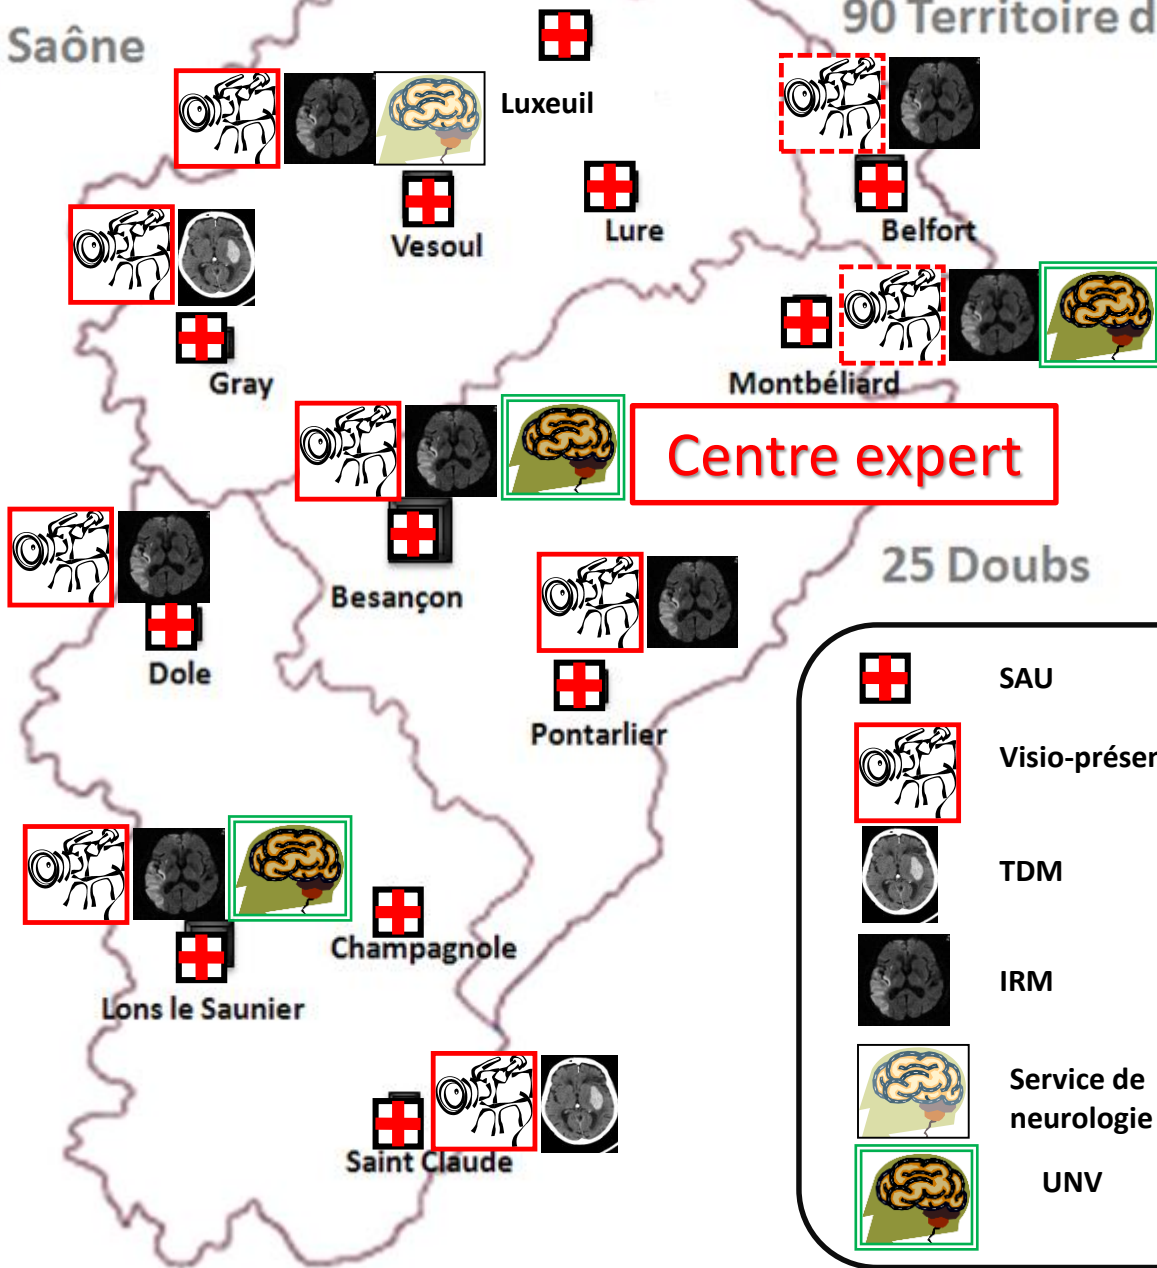 Saône
90 Territoire d
Luxeuil
Vesoul
Lure
Belfort
Gray
Montbéliard
Centre expert
Besançon
25 Doubs
Dole
Pontarlier
SAU
Visio-préser
TDM
Champagnole
Lons le Saunier
IRM
Service de
neurologie
Saint Claude
UNV